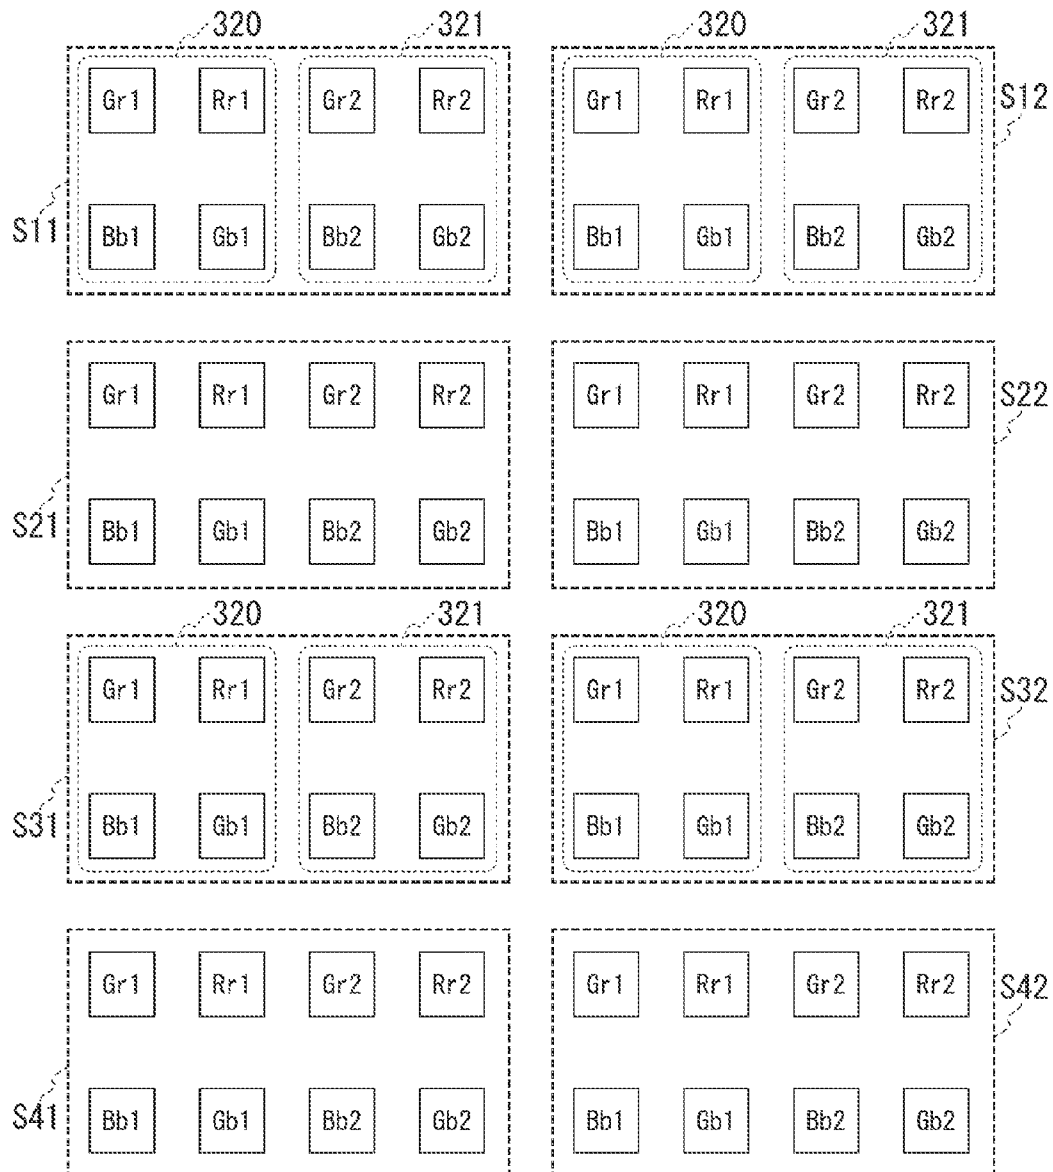 320 321 320 321
Gr1 Rr1 Gr2 Rr2 Gr1 Rr1 Gr2 Rr2 S12
S11 Bb1 Gb1 Bb2 Gb2 Bb1 Gb1 Bb2 Gb2
Gr1 Rr1 Gr2 Rr2 Gr1 Rr1 Gr2 Rr2 S22
S21 Bb1 Gb1 Bb2 Gb2 Bb1 Gb1 Bb2 Gb2
320 321 320 321
Gr1 Rr1 Gr2 Rr2 Gr1 Rr1 Gr2 Rr2 S32
S31 Bb1 Gb1 Bb2 Gb2 Bb1 Gb1 Bb2 Gb2
Gr1 Rr1 Gr2 Rr2 Gr1 Rr1 Gr2 Rr2 S42
S41 Bb1 Gb1 Bb2 Gb2 Bb1 Gb1 Bb2 Gb2